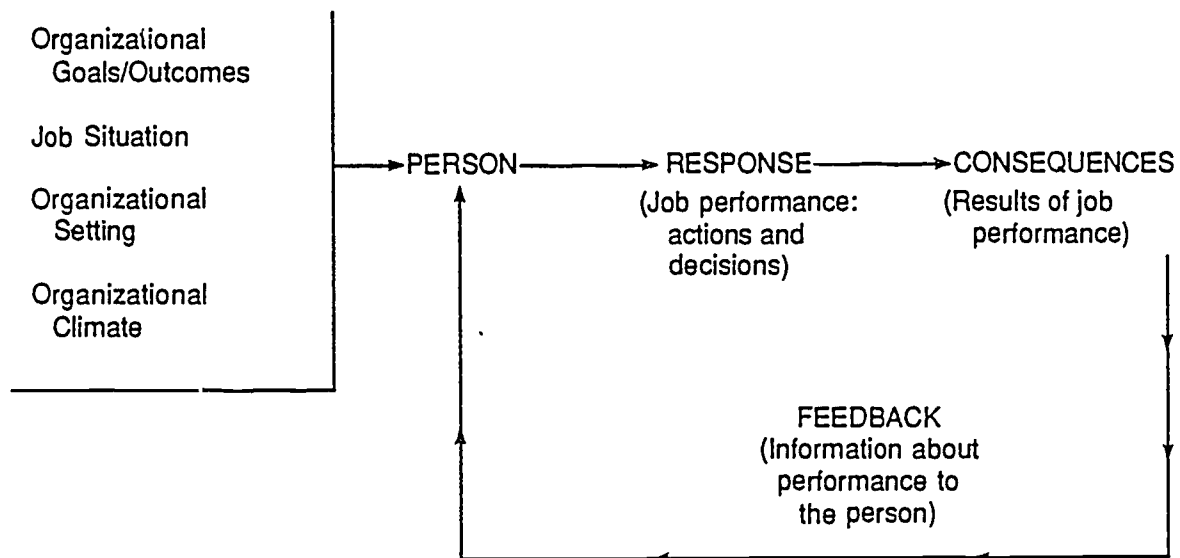 Organizational
Goals/Outcomes
Job Situation
Organizational
Setting
Organizational
Climate
PERSON
RESPONSE
(Job performance:
actions and
decisions)
CONSEQUENCES
(Results of job
performance)
FEEDBACK
(Information about
performance to
the person)